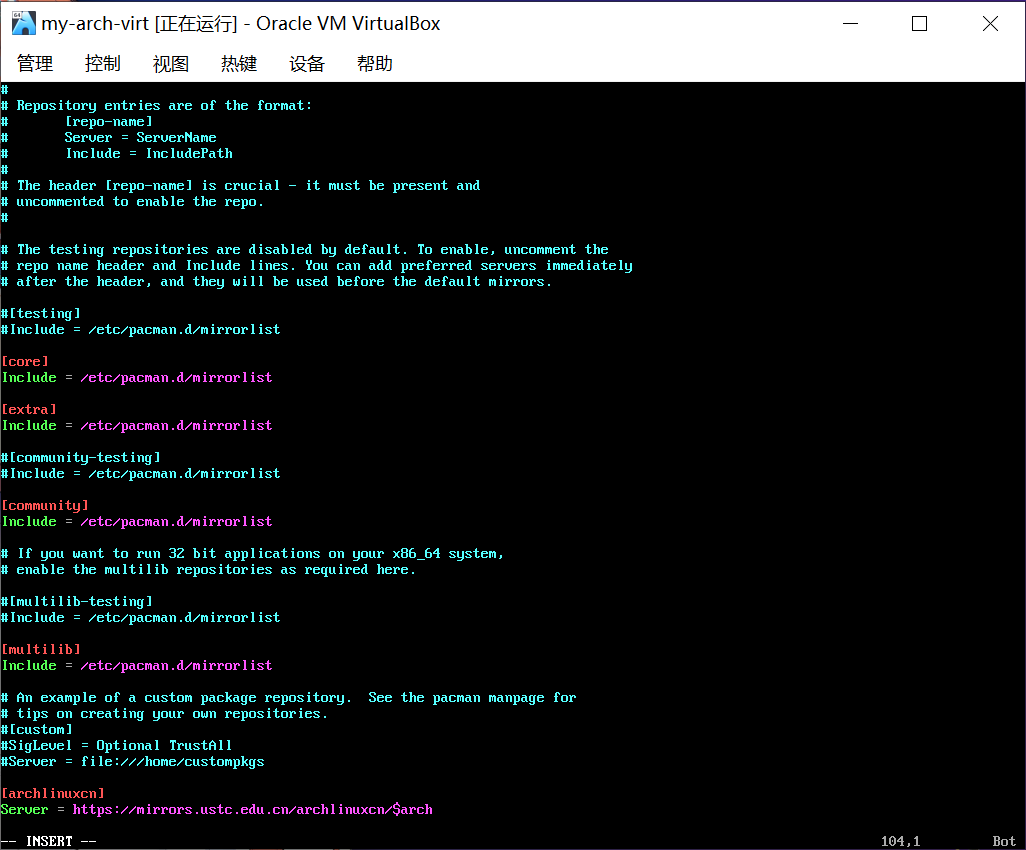 my-arch-virt [正在运行] - Oracle VM VirtualBox
管理 控制 视图 热键 设备 帮助
#
# Repository entries are of the format:
#       [repo-name]
#       Server = ServerName
#       Include = IncludePath
#
# The header [repo-name] is crucial - it must be present and
# uncommented to enable the repo.
#
# The testing repositories are disabled by default. To enable, uncomment the
# repo name header and Include lines. You can add preferred servers immediately
# after the header, and they will be used before the default mirrors.
#[testing]
#Include = /etc/pacman.d/mirrorlist
[core]
Include = /etc/pacman.d/mirrorlist
[extra]
Include = /etc/pacman.d/mirrorlist
#[community-testing]
#Include = /etc/pacman.d/mirrorlist
[community]
Include = /etc/pacman.d/mirrorlist
# If you want to run 32 bit applications on your x86_64 system,
# enable the multilib repositories as required here.
#[multilib-testing]
#Include = /etc/pacman.d/mirrorlist
[multilib]
Include = /etc/pacman.d/mirrorlist
# An example of a custom package repository.  See the pacman manpage for
# tips on creating your own repositories.
#[custom]
#SigLevel = Optional TrustAll
#Server = file:///home/custompkgs
[archlinuxcn]
Server = https://mirrors.ustc.edu.cn/archlinuxcn/$arch
-- INSERT -- 104,1 Bot